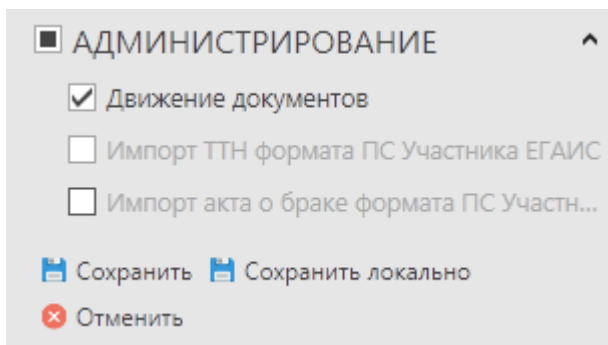 АДМИНИСТРИРОВАНИЕ
Движение документов
Импорт ТТН формата ПС Участника ЕГАИС
Импорт акта о браке формата ПС Участн...
Сохранить Сохранить локально
Отменить